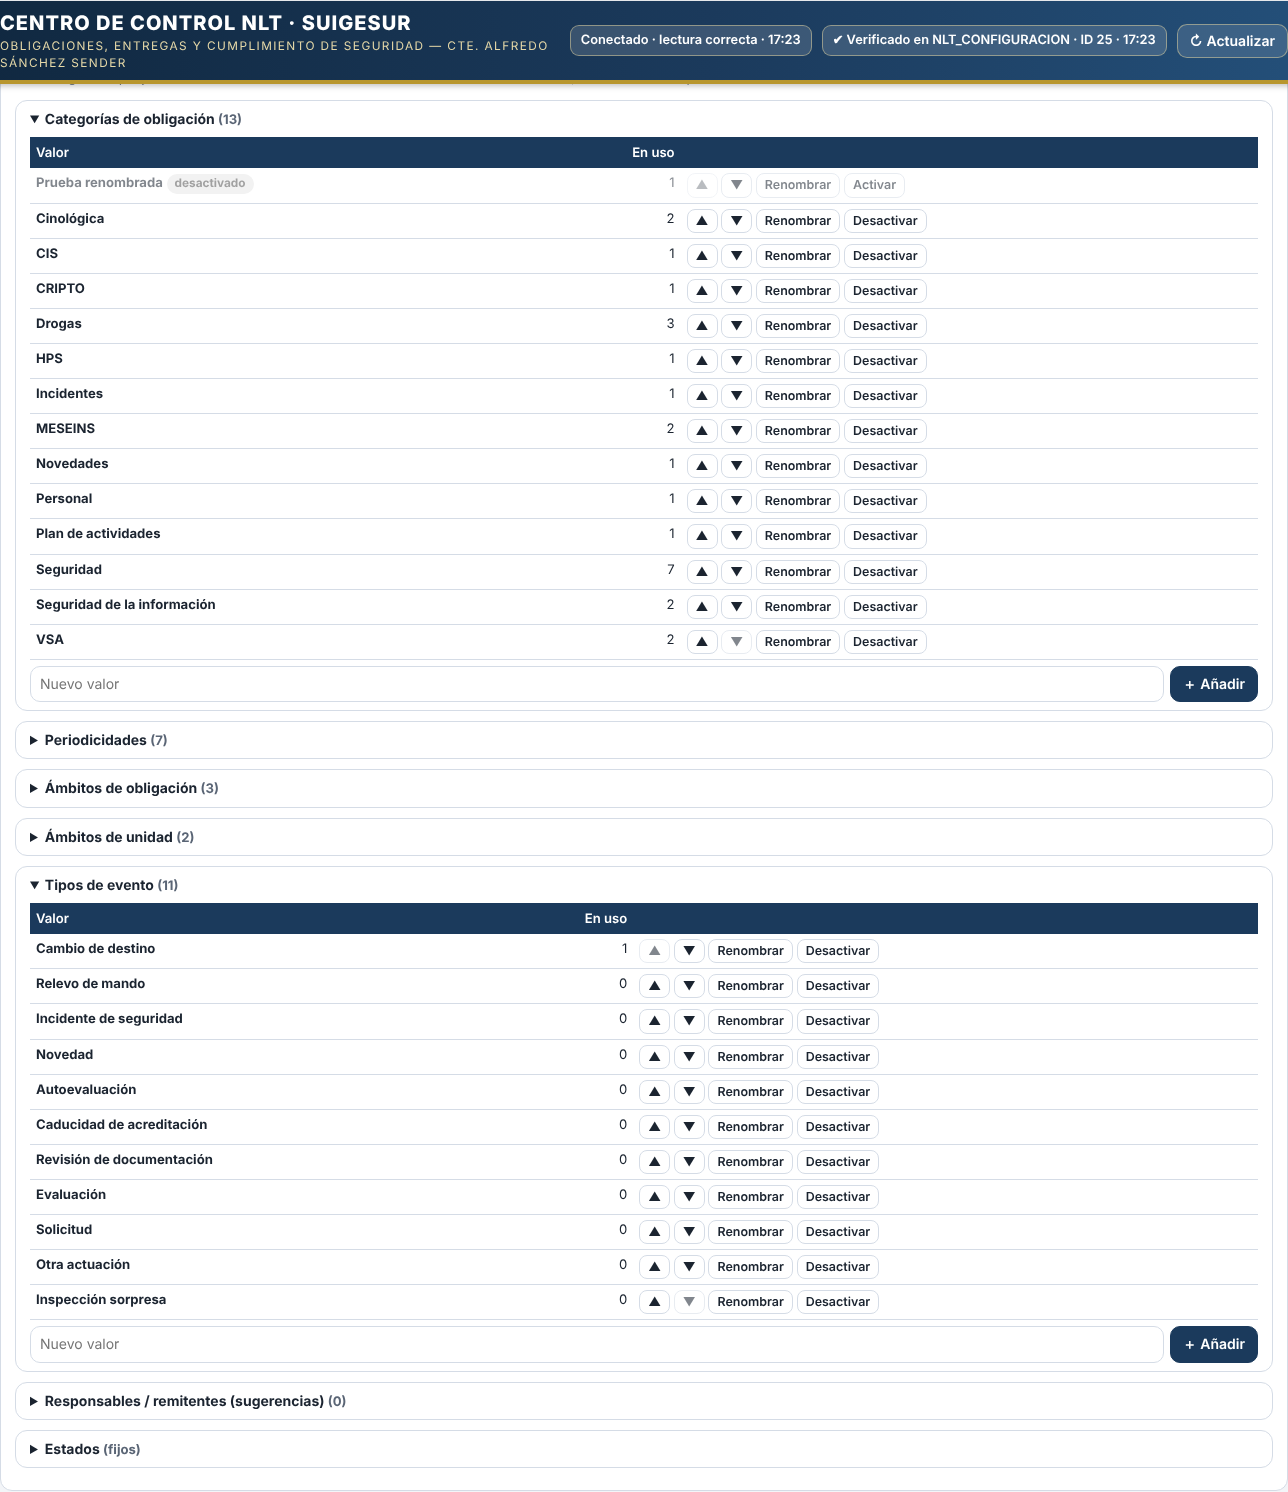 CENTRO DE CONTROL NLT · SUIGESUR
OBLIGACIONES, ENTREGAS Y CUMPLIMIENTO DE SEGURIDAD — CTE. ALFREDO
SÁNCHEZ SENDER
Conectado · lectura correcta · 17:23
✔ Verificado en NLT_CONFIGURACION · ID 25 · 17:23
↻ Actualizar
▼ Categorías de obligación (13)
Valor En uso
Prueba renombrada desactivado 1 ▲ ▼ Renombrar Activar
Cinológica 2 ▲ ▼ Renombrar Desactivar
CIS 1 ▲ ▼ Renombrar Desactivar
CRIPTO 1 ▲ ▼ Renombrar Desactivar
Drogas 3 ▲ ▼ Renombrar Desactivar
HPS 1 ▲ ▼ Renombrar Desactivar
Incidentes 1 ▲ ▼ Renombrar Desactivar
MESEINS 2 ▲ ▼ Renombrar Desactivar
Novedades 1 ▲ ▼ Renombrar Desactivar
Personal 1 ▲ ▼ Renombrar Desactivar
Plan de actividades 1 ▲ ▼ Renombrar Desactivar
Seguridad 7 ▲ ▼ Renombrar Desactivar
Seguridad de la información 2 ▲ ▼ Renombrar Desactivar
VSA 2 ▲ ▼ Renombrar Desactivar
Nuevo valor + Añadir
▶ Periodicidades (7)
▶ Ámbitos de obligación (3)
▶ Ámbitos de unidad (2)
▼ Tipos de evento (11)
Valor En uso
Cambio de destino 1 ▲ ▼ Renombrar Desactivar
Relevo de mando 0 ▲ ▼ Renombrar Desactivar
Incidente de seguridad 0 ▲ ▼ Renombrar Desactivar
Novedad 0 ▲ ▼ Renombrar Desactivar
Autoevaluación 0 ▲ ▼ Renombrar Desactivar
Caducidad de acreditación 0 ▲ ▼ Renombrar Desactivar
Revisión de documentación 0 ▲ ▼ Renombrar Desactivar
Evaluación 0 ▲ ▼ Renombrar Desactivar
Solicitud 0 ▲ ▼ Renombrar Desactivar
Otra actuación 0 ▲ ▼ Renombrar Desactivar
Inspección sorpresa 0 ▲ ▼ Renombrar Desactivar
Nuevo valor + Añadir
▶ Responsables / remitentes (sugerencias) (0)
▶ Estados (fijos)